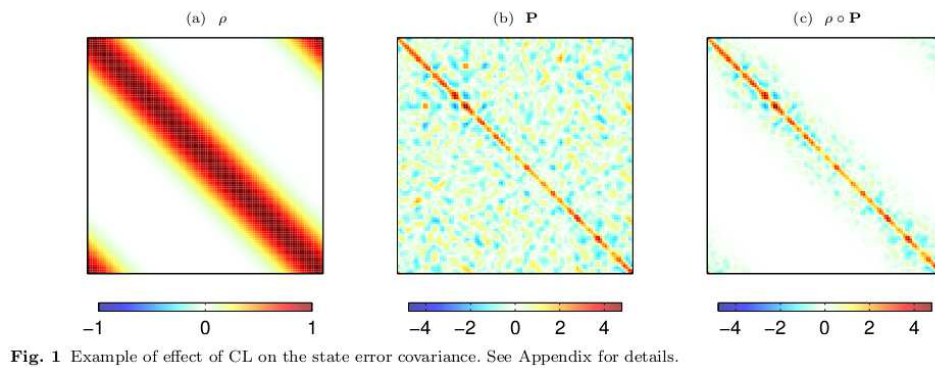 (a) ρ
(b) P
(c) ρ ∘ P
−1 0 1
−4 −2 0 2 4
−4 −2 0 2 4
Fig. 1 Example of effect of CL on the state error covariance. See Appendix for details.